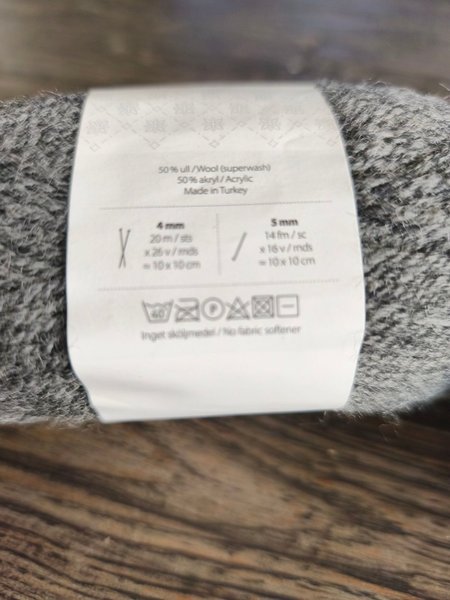 50 % ull / Wool (superwash)
50 % akryl / Acrylic
Made in Turkey
4 mm
20 m / sts
x 26 v / rnds
= 10 x 10 cm
5 mm
14 fm / sc
x 16 v / rnds
= 10 x 10 cm
40
Inget sköljmedel / No fabric softener